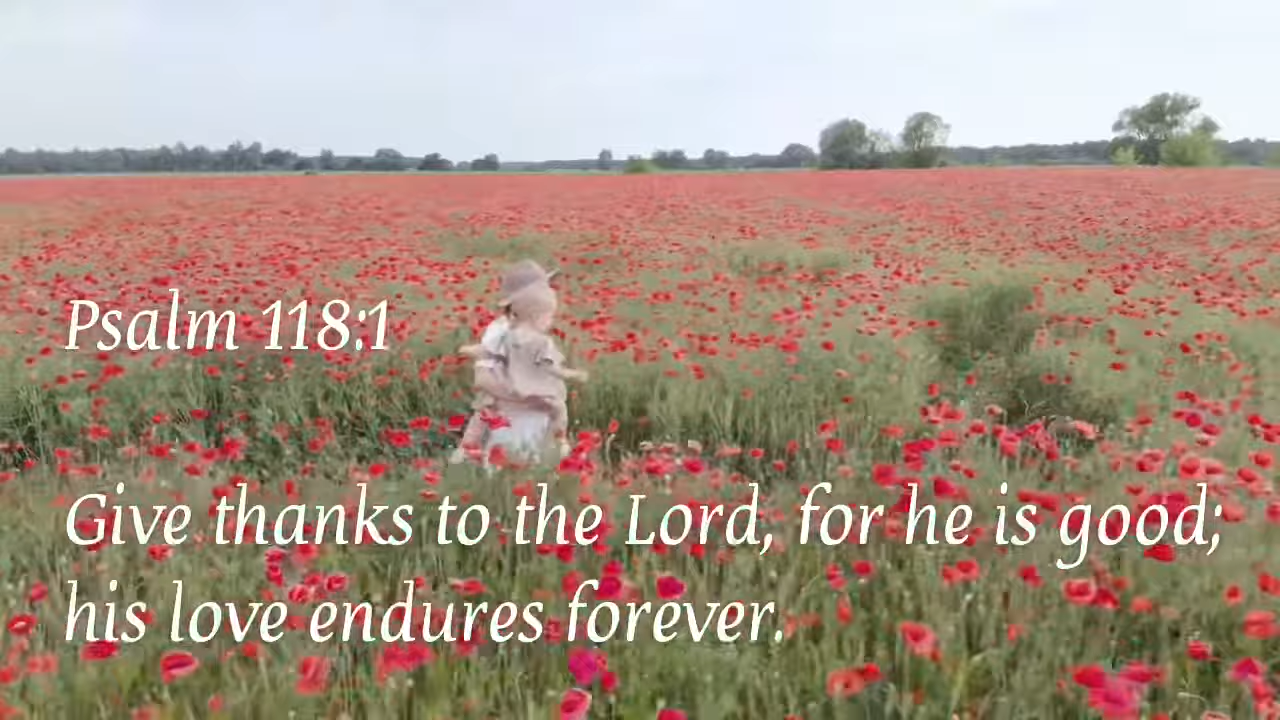 Psalm 118:1
Give thanks to the Lord, for he is good;
his love endures forever.